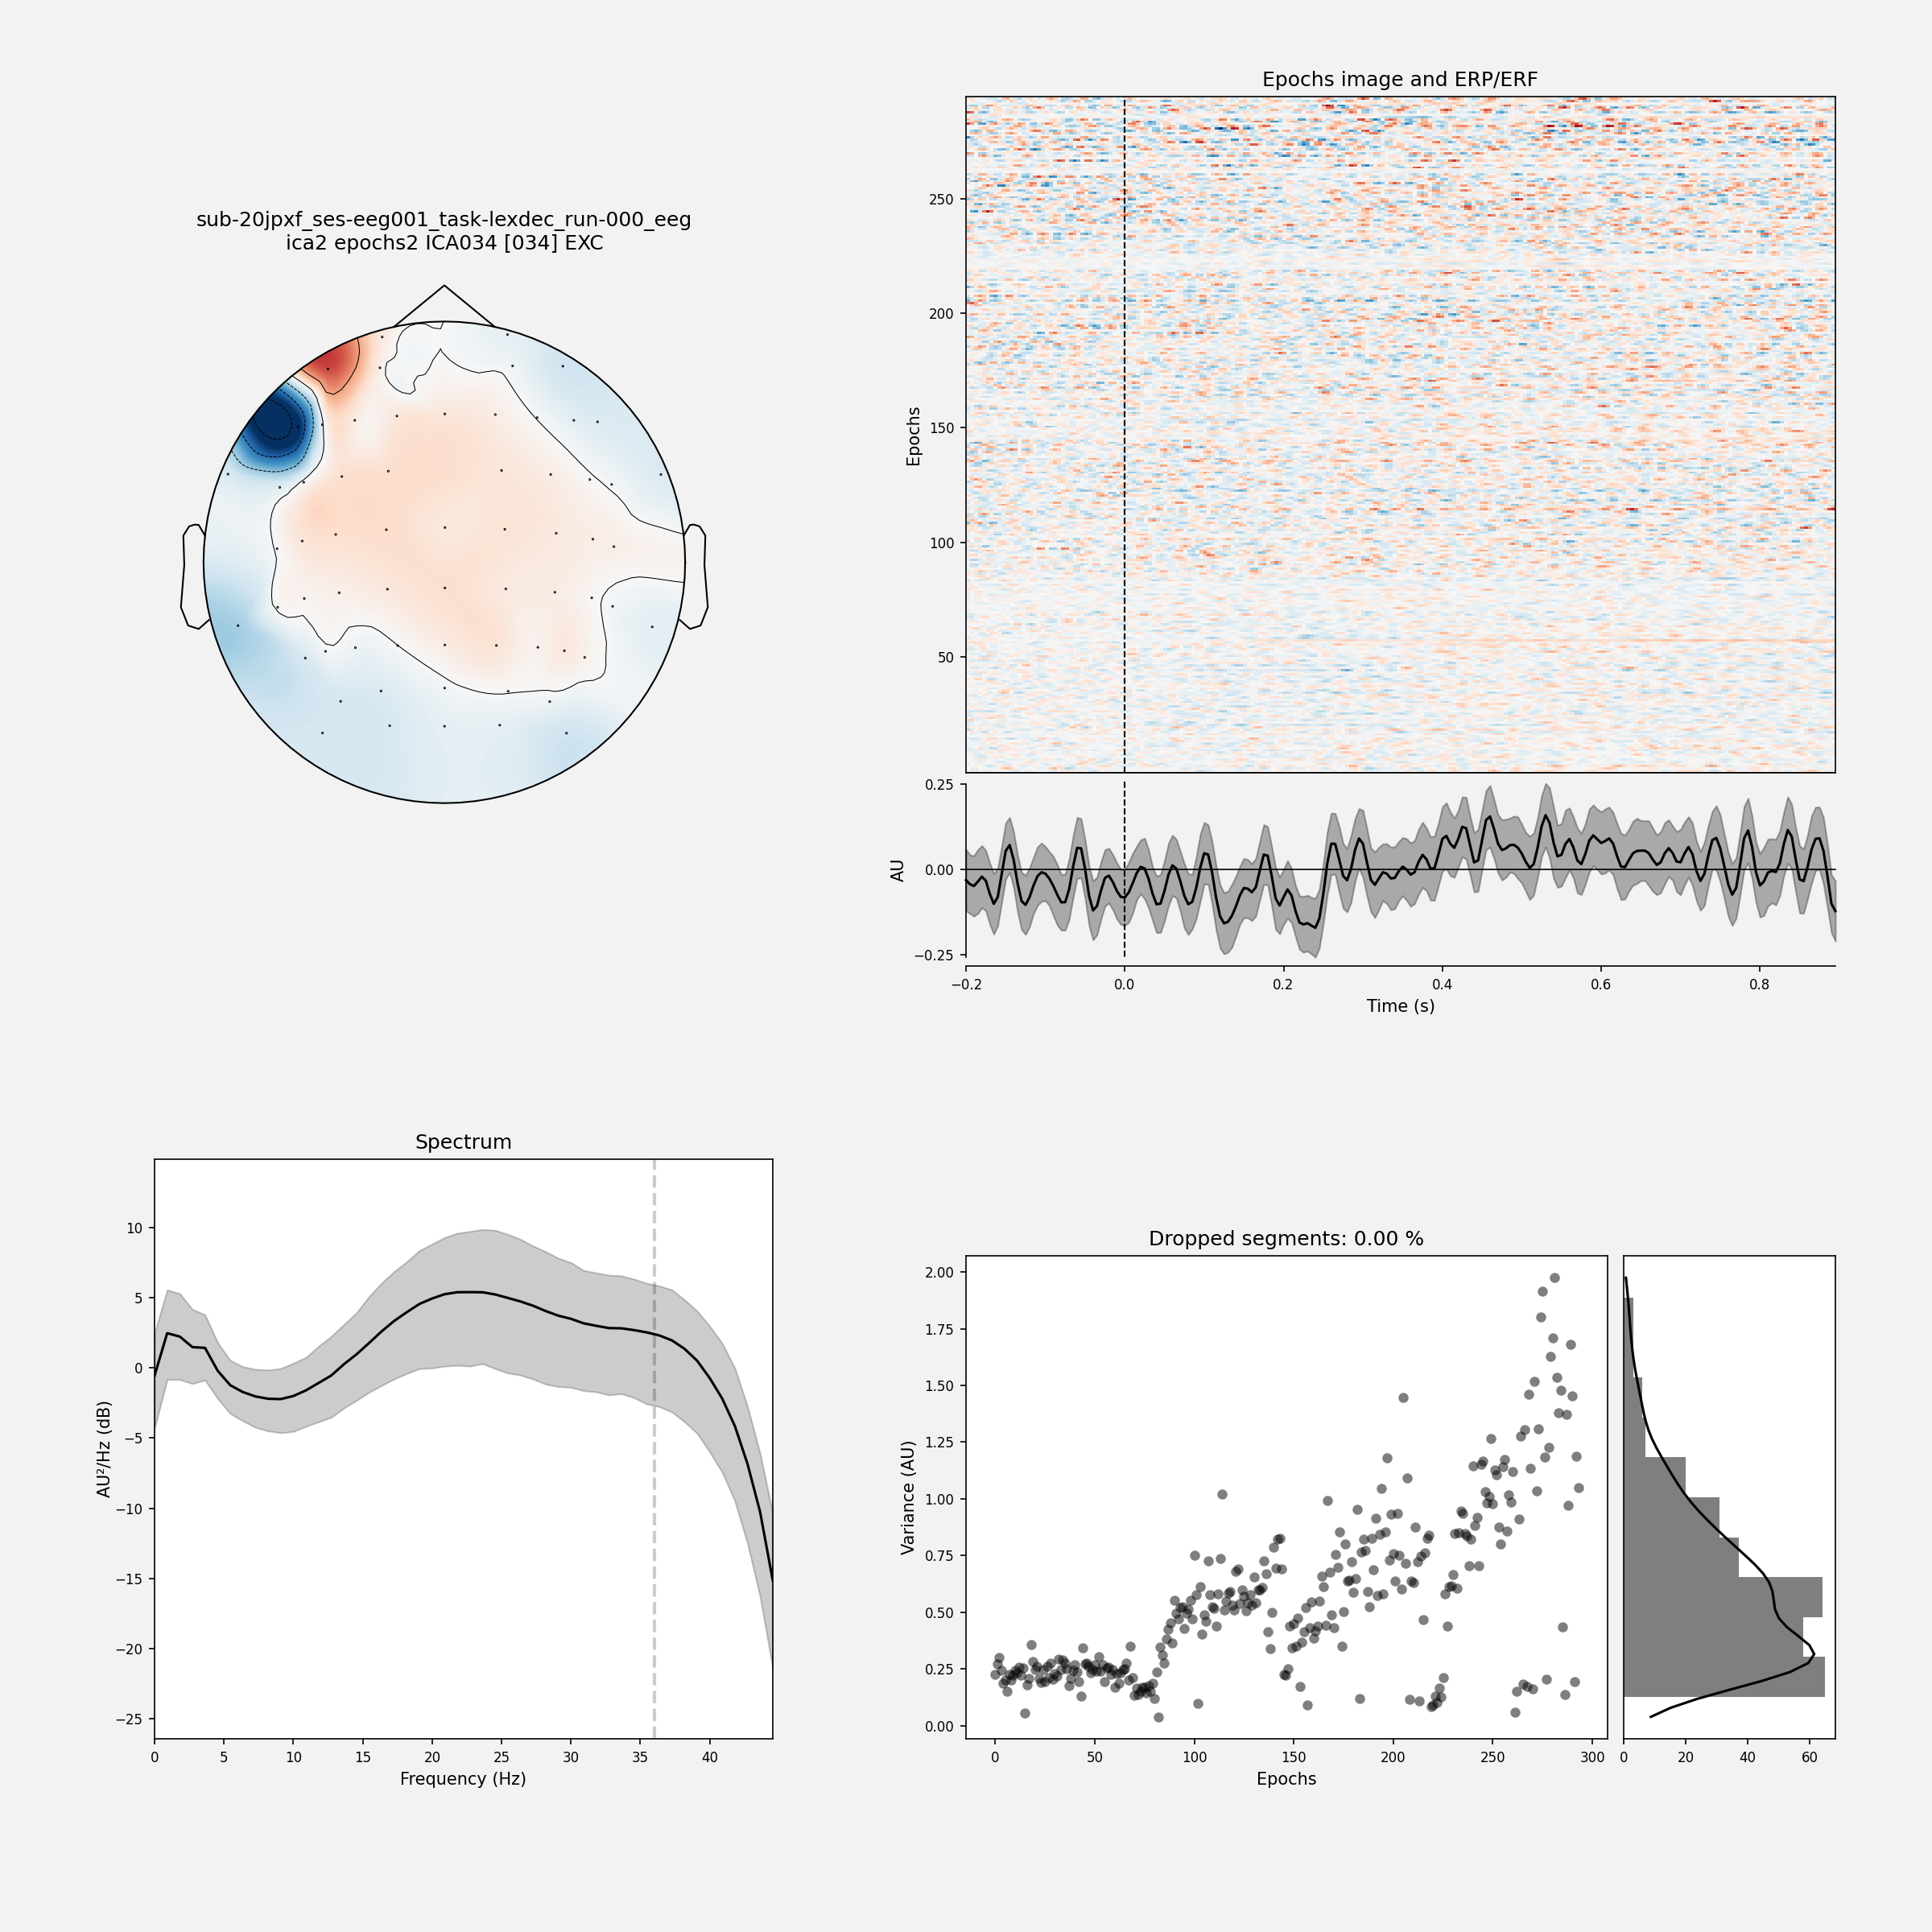 sub-20jpxf_ses-eeg001_task-lexdec_run-000_eeg
ica2 epochs2 ICA034 [034] EXC
Epochs image and ERP/ERF
Epochs
250
200
150
100
50
AU
0.25
0.00
−0.25
−0.2 0.0 0.2 0.4 0.6 0.8
Time (s)
Spectrum
AU²/Hz (dB)
10
5
0
−5
−10
−15
−20
−25
0 5 10 15 20 25 30 35 40
Frequency (Hz)
Dropped segments: 0.00 %
Variance (AU)
2.00
1.75
1.50
1.25
1.00
0.75
0.50
0.25
0.00
0 50 100 150 200 250 300
Epochs
0 20 40 60